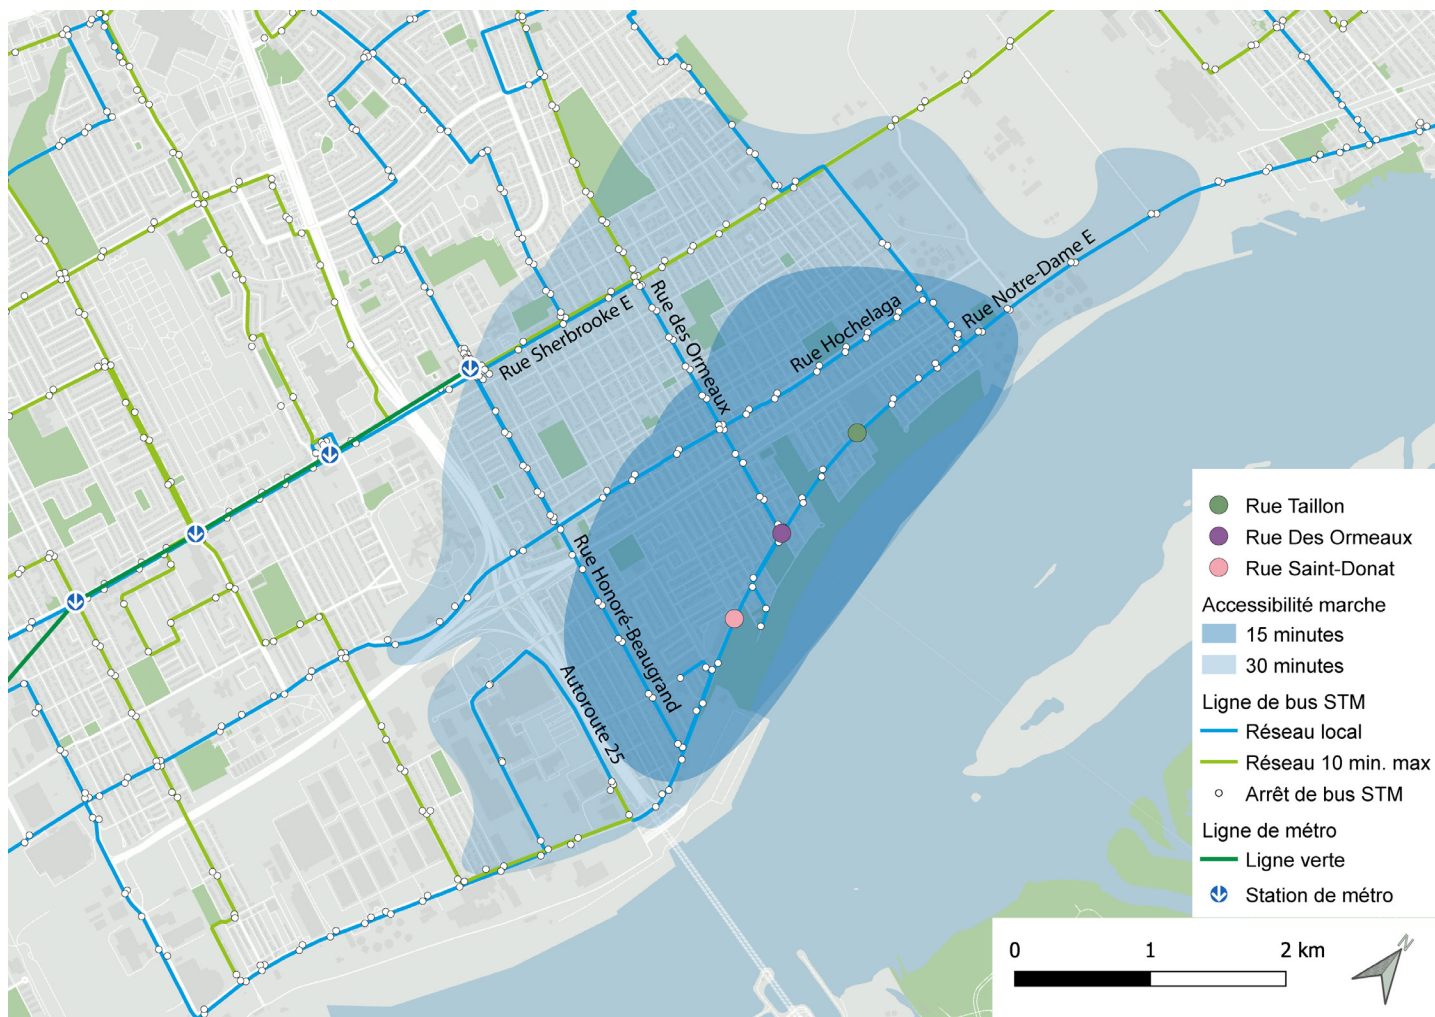 Rue Sherbrooke E
Rue des Ormeaux
Rue Hochelaga
Rue Notre-Dame E
Rue Honoré-Beaugrand
Autoroute 25
Rue Taillon
Rue Des Ormeaux
Rue Saint-Donat
Accessibilité marche
15 minutes
30 minutes
Ligne de bus STM
Réseau local
Réseau 10 min. max
Arrêt de bus STM
Ligne de métro
Ligne verte
Station de métro
0 1 2 km
N